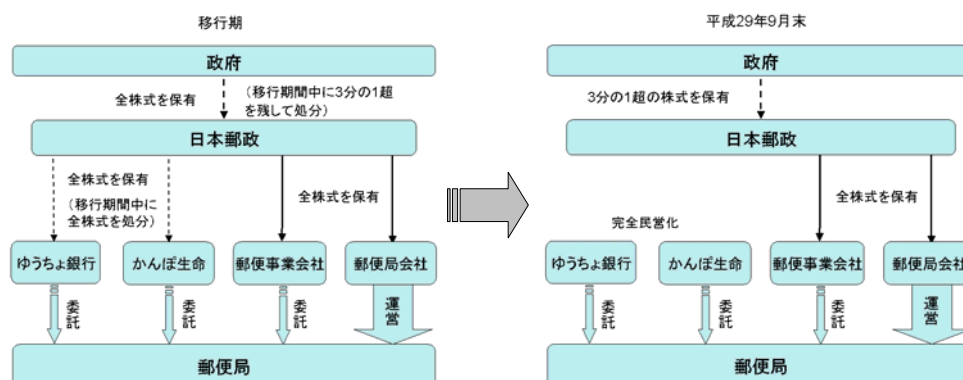 移行期
政府
全株式を保有
（移行期間中に3分の1超
を残して処分）
日本郵政
全株式を保有
（移行期間中に
全株式を処分）
全株式を保有
ゆうちょ銀行
かんぽ生命
郵便事業会社
郵便局会社
委託
委託
委託
運営
郵便局
平成29年9月末
政府
3分の1超の株式を保有
日本郵政
全株式を保有
完全民営化
ゆうちょ銀行
かんぽ生命
郵便事業会社
郵便局会社
委託
委託
委託
運営
郵便局